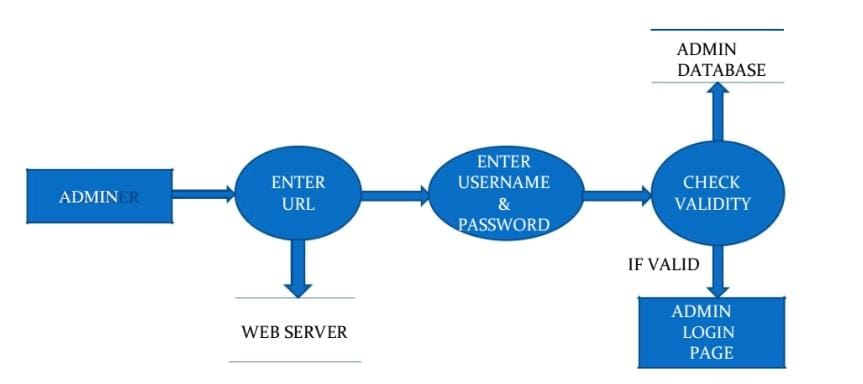 ADMIN
DATABASE
ADMINER
ENTER
URL
ENTER
USERNAME
&
PASSWORD
CHECK
VALIDITY
IF VALID
WEB SERVER
ADMIN
LOGIN
PAGE